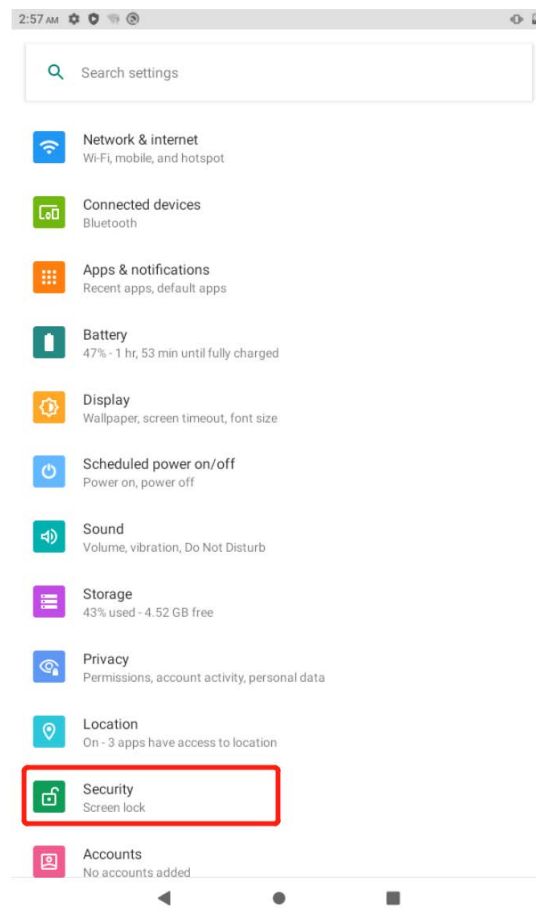 2:57 AM
Search settings
Network & internet
Wi-Fi, mobile, and hotspot
Connected devices
Bluetooth
Apps & notifications
Recent apps, default apps
Battery
47% - 1 hr, 53 min until fully charged
Display
Wallpaper, screen timeout, font size
Scheduled power on/off
Power on, power off
Sound
Volume, vibration, Do Not Disturb
Storage
43% used - 4.52 GB free
Privacy
Permissions, account activity, personal data
Location
On - 3 apps have access to location
Security
Screen lock
Accounts
No accounts added